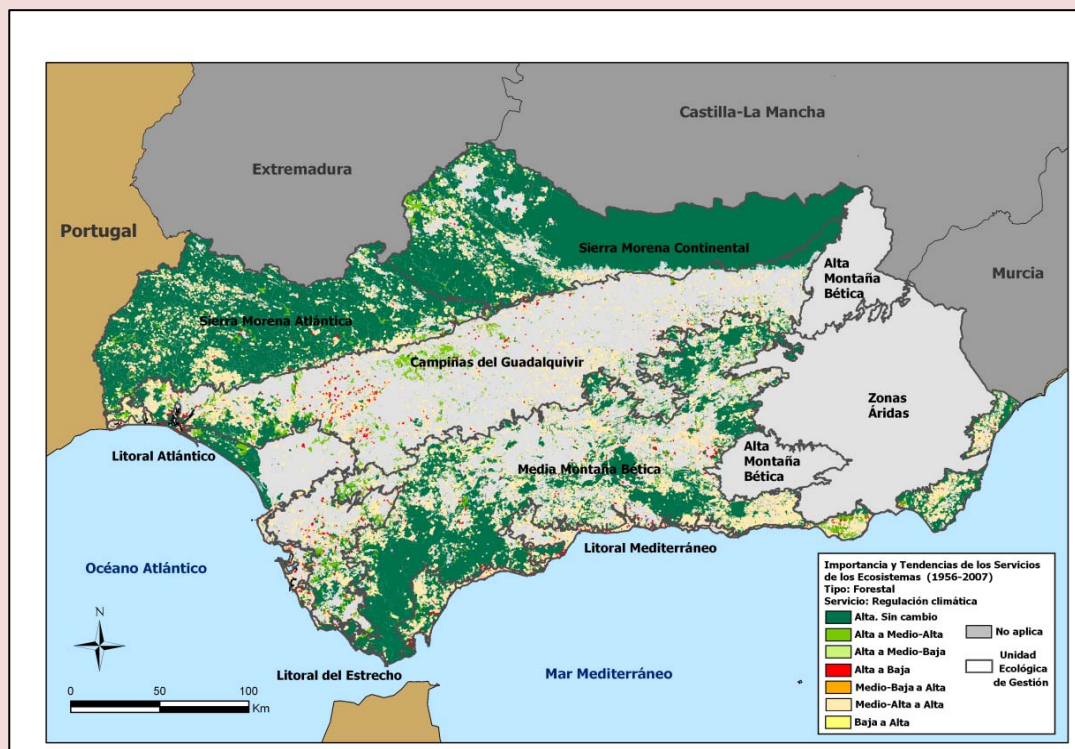 Castilla-La Mancha
Extremadura
Portugal
Sierra Morena Continental
Alta
Montaña
Bética
Murcia
Sierra Morena Atlántica
Campiñas del Guadalquivir
Zonas
Áridas
Litoral Atlántico
Media Montaña Bética
Alta
Montaña
Bética
Litoral Mediterráneo
Océano Atlántico
Litoral del Estrecho
Mar Mediterráneo
N
0 50 100
Km
Importancia y Tendencias de los Servicios
de los Ecosistemas (1956-2007)
Tipo: Forestal
Servicio: Regulación climática
Alta. Sin cambio
Alta a Medio-Alta
Alta a Medio-Baja
Alta a Baja
Medio-Baja a Alta
Medio-Alta a Alta
Baja a Alta
No aplica
Unidad
Ecológica
de Gestión